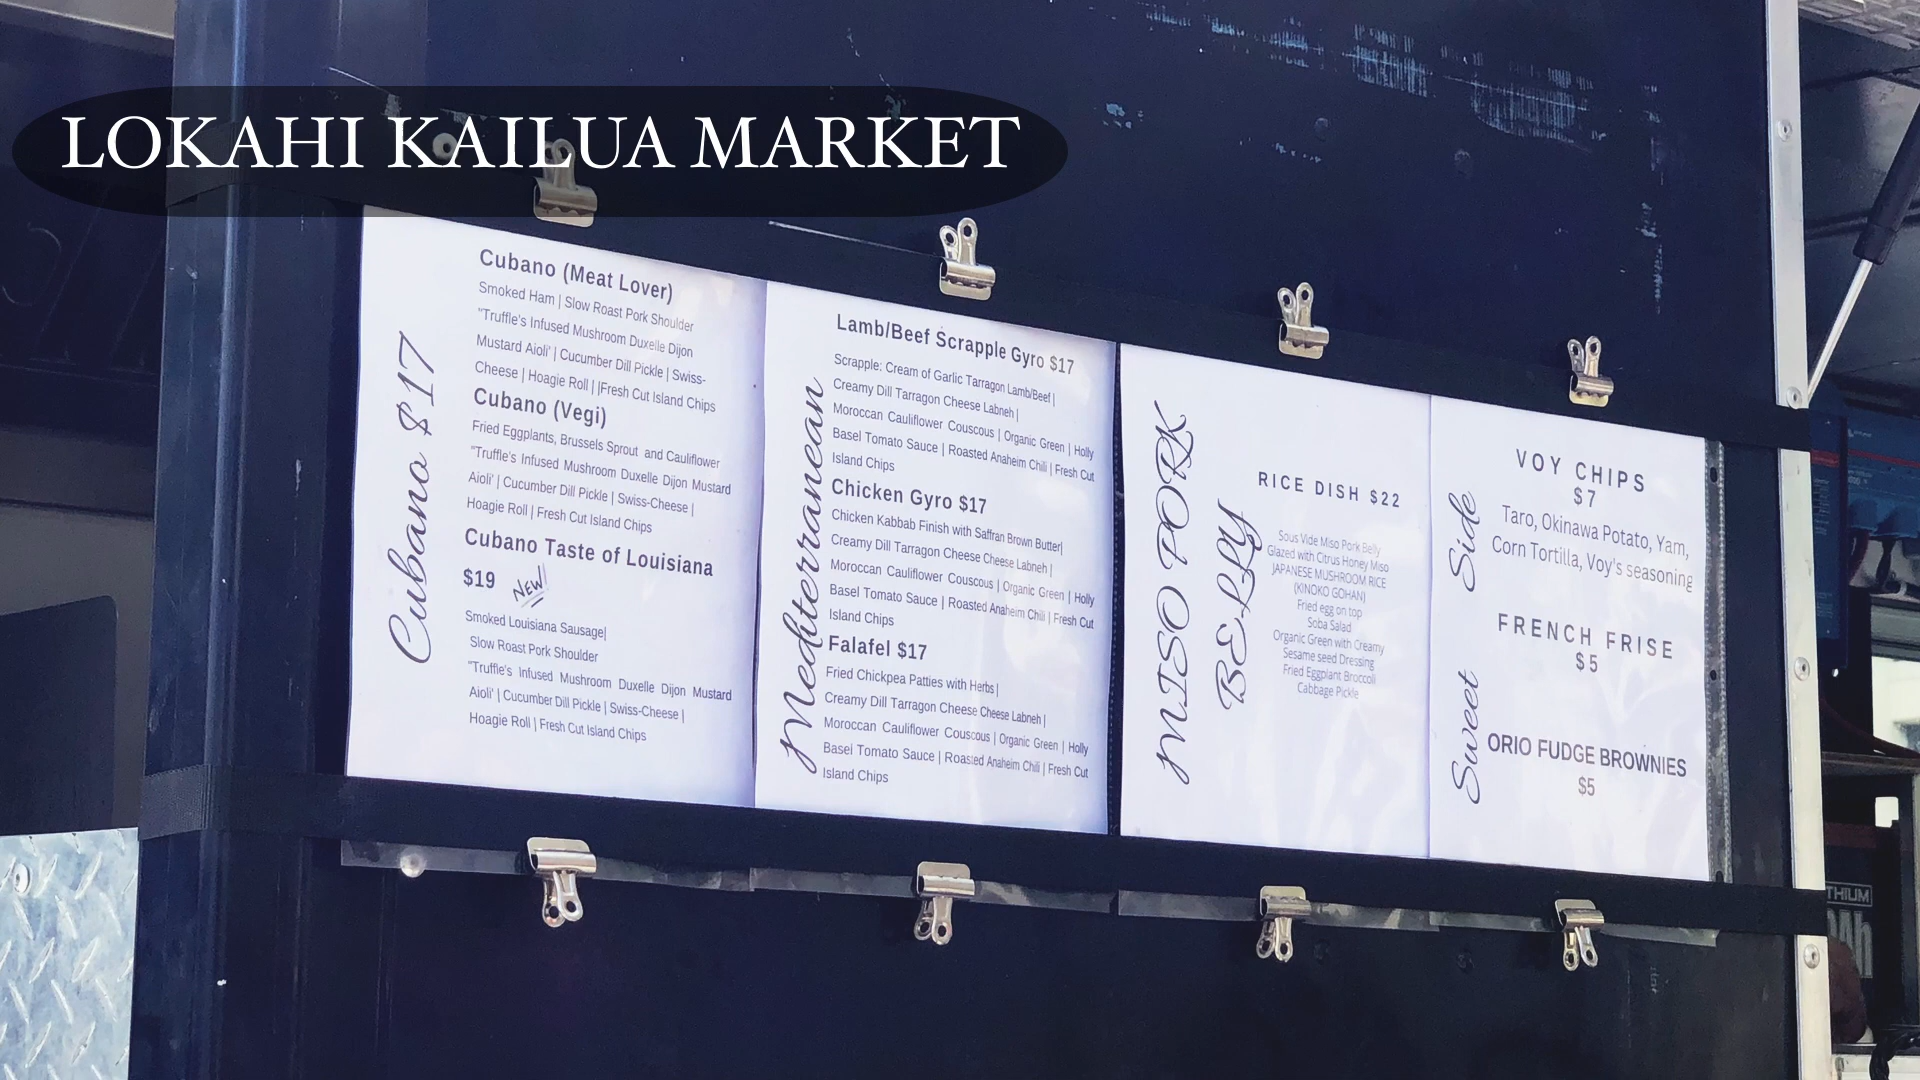 LOKAHI KAILUA MARKET
Cubano $17
Cubano (Meat Lover)
Smoked Ham | Slow Roast Pork Shoulder
"Truffle's Infused Mushroom Duxelle Dijon
Mustard Aioli' | Cucumber Dill Pickle | Swiss-
Cheese | Hoagie Roll | |Fresh Cut Island Chips
Cubano (Vegi)
Fried Eggplants, Brussels Sprout and Cauliflower
"Truffle's Infused Mushroom Duxelle Dijon Mustard
Aioli' | Cucumber Dill Pickle | Swiss-Cheese |
Hoagie Roll | Fresh Cut Island Chips
Cubano Taste of Louisiana
$19 NEW
Smoked Louisiana Sausage|
Slow Roast Pork Shoulder
"Truffle's Infused Mushroom Duxelle Dijon Mustard
Aioli' | Cucumber Dill Pickle | Swiss-Cheese |
Hoagie Roll | Fresh Cut Island Chips
Mediterranean
Lamb/Beef Scrapple Gyro $17
Scrapple: Cream of Garlic Tarragon Lamb/Beef |
Creamy Dill Tarragon Cheese Labneh |
Moroccan Cauliflower Couscous | Organic Green | Holly
Basel Tomato Sauce | Roasted Anaheim Chili | Fresh Cut
Island Chips
Chicken Gyro $17
Chicken Kabbab Finish with Saffran Brown Butter|
Creamy Dill Tarragon Cheese Cheese Labneh |
Moroccan Cauliflower Couscous | Organic Green | Holly
Basel Tomato Sauce | Roasted Anaheim Chili | Fresh Cut
Island Chips
Falafel $17
Fried Chickpea Patties with Herbs |
Creamy Dill Tarragon Cheese Cheese Labneh |
Moroccan Cauliflower Couscous | Organic Green | Holly
Basel Tomato Sauce | Roasted Anaheim Chili | Fresh Cut
Island Chips
MISO PORK
BELLY
RICE DISH $22
Sous Vide Miso Pork Belly
Glazed with Citrus Honey Miso
JAPANESE MUSHROOM RICE
(KINOKO GOHAN)
Fried egg on top
Soba Salad
Organic Green with Creamy
Sesame seed Dressing
Fried Eggplant Broccoli
Cabbage Pickle
Side
VOY CHIPS
$7
Taro, Okinawa Potato, Yam,
Corn Tortilla, Voy's seasoning
FRENCH FRISE
$5
Sweet
ORIO FUDGE BROWNIES
$5